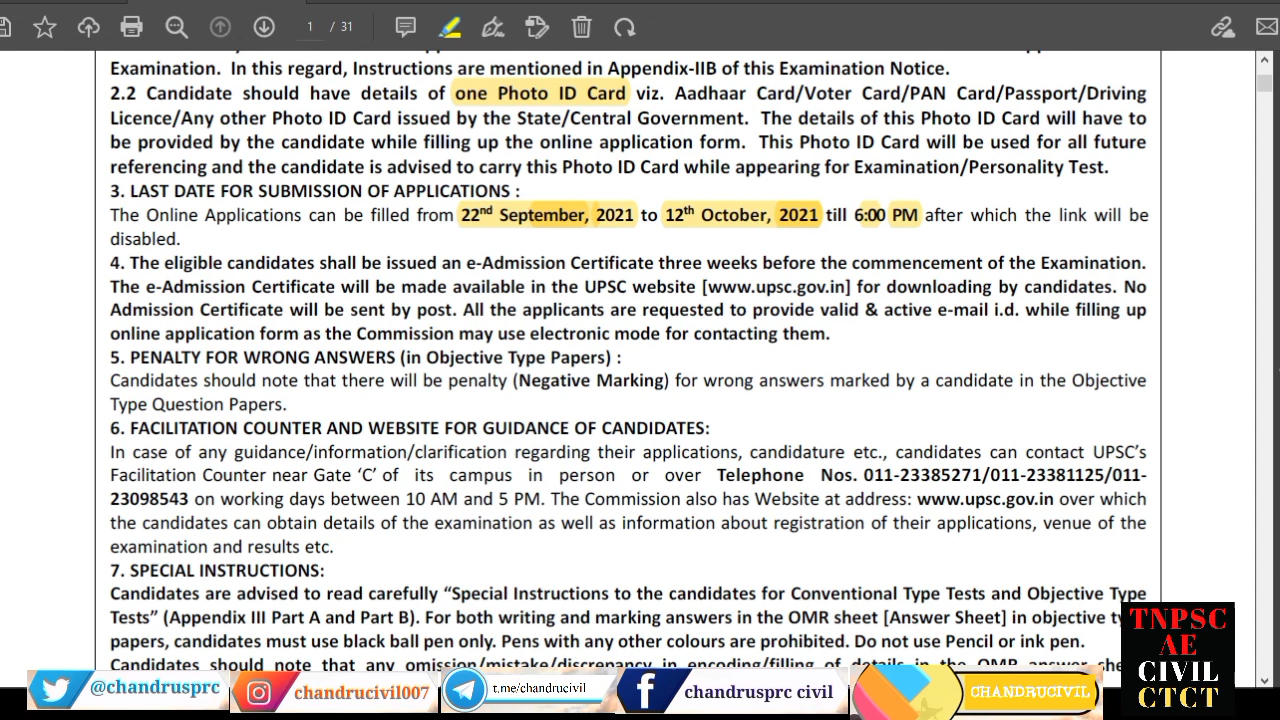 1 / 31
Examination. In this regard, Instructions are mentioned in Appendix-IIB of this Examination Notice.
2.2 Candidate should have details of one Photo ID Card viz. Aadhaar Card/Voter Card/PAN Card/Passport/Driving
Licence/Any other Photo ID Card issued by the State/Central Government. The details of this Photo ID Card will have to
be provided by the candidate while filling up the online application form. This Photo ID Card will be used for all future
referencing and the candidate is advised to carry this Photo ID Card while appearing for Examination/Personality Test.
3. LAST DATE FOR SUBMISSION OF APPLICATIONS :
The Online Applications can be filled from 22nd September, 2021 to 12th October, 2021 till 6:00 PM after which the link will be
disabled.
4. The eligible candidates shall be issued an e-Admission Certificate three weeks before the commencement of the Examination.
The e-Admission Certificate will be made available in the UPSC website [www.upsc.gov.in] for downloading by candidates. No
Admission Certificate will be sent by post. All the applicants are requested to provide valid & active e-mail i.d. while filling up
online application form as the Commission may use electronic mode for contacting them.
5. PENALTY FOR WRONG ANSWERS (in Objective Type Papers) :
Candidates should note that there will be penalty (Negative Marking) for wrong answers marked by a candidate in the Objective
Type Question Papers.
6. FACILITATION COUNTER AND WEBSITE FOR GUIDANCE OF CANDIDATES:
In case of any guidance/information/clarification regarding their applications, candidature etc., candidates can contact UPSC's
Facilitation Counter near Gate 'C' of its campus in person or over Telephone Nos. 011-23385271/011-23381125/011-
23098543 on working days between 10 AM and 5 PM. The Commission also has Website at address: www.upsc.gov.in over which
the candidates can obtain details of the examination as well as information about registration of their applications, venue of the
examination and results etc.
7. SPECIAL INSTRUCTIONS:
Candidates are advised to read carefully "Special Instructions to the candidates for Conventional Type Tests and Objective Type
Tests" (Appendix III Part A and Part B). For both writing and marking answers in the OMR sheet [Answer Sheet] in objective
papers, candidates must use black ball pen only. Pens with any other colours are prohibited. Do not use Pencil or ink pen.
Candidates should note that any omission/mistake/discrepancy in encoding/filling of details in the OMR answer
TNPSC
AE
CIVIL
CTCT
@chandrusprc
chandrucivil007
t.me/chandrucivil
chandrusprc civil
CHANDRUCIVIL